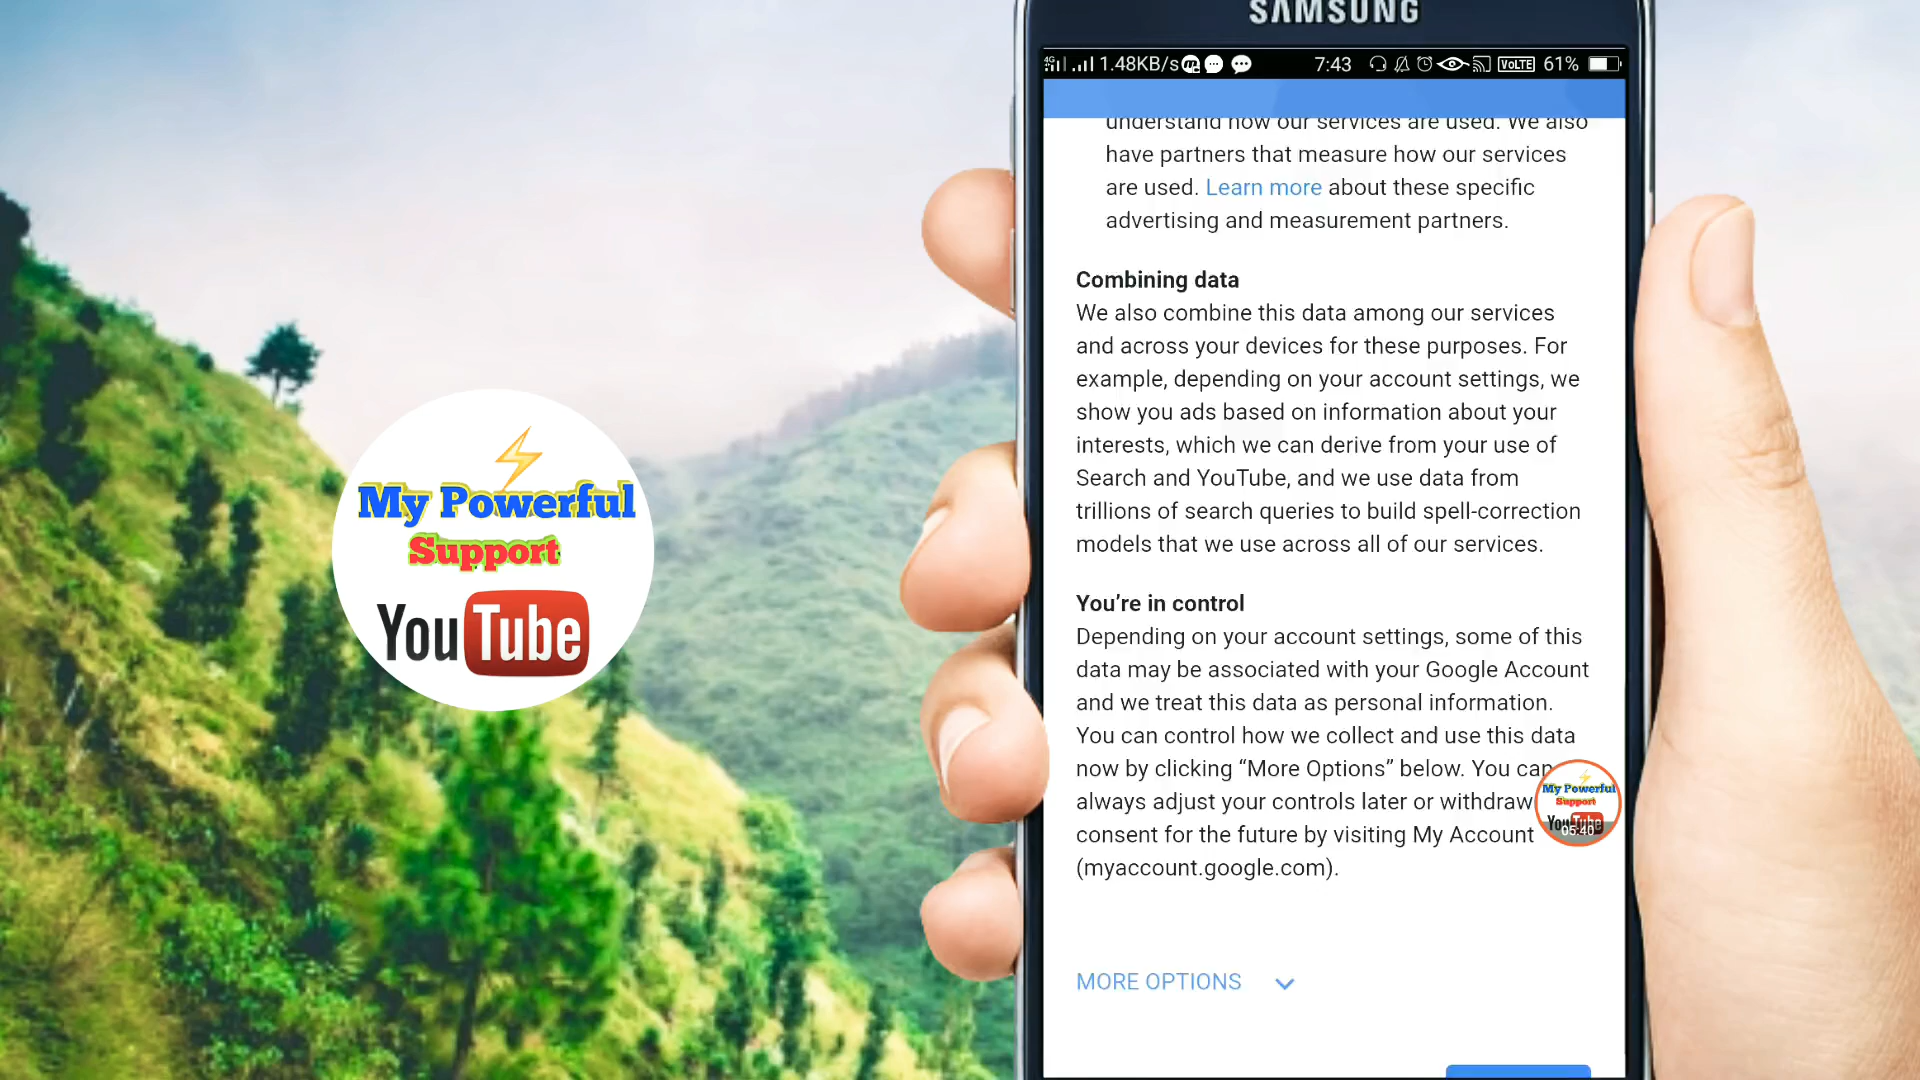 SAMSUNG
4G 1.48KB/s 7:43 VoLTE 61%
understand how our services are used. We also
have partners that measure how our services
are used. Learn more about these specific
advertising and measurement partners.
Combining data
We also combine this data among our services
and across your devices for these purposes. For
example, depending on your account settings, we
show you ads based on information about your
interests, which we can derive from your use of
Search and YouTube, and we use data from
trillions of search queries to build spell-correction
models that we use across all of our services.
You’re in control
Depending on your account settings, some of this
data may be associated with your Google Account
and we treat this data as personal information.
You can control how we collect and use this data
now by clicking “More Options” below. You can
always adjust your controls later or withdraw
consent for the future by visiting My Account
(myaccount.google.com).
MORE OPTIONS
My Powerful
Support
YouTube
My Powerful
Support
YouTube
05:40